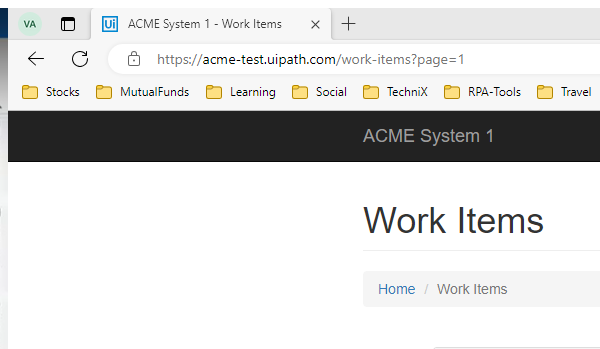 VA Ui ACME System 1 - Work Items
https://acme-test.uipath.com/work-items?page=1
Stocks MutualFunds Learning Social TechniX RPA-Tools Travel
ACME System 1
Work Items
Home / Work Items